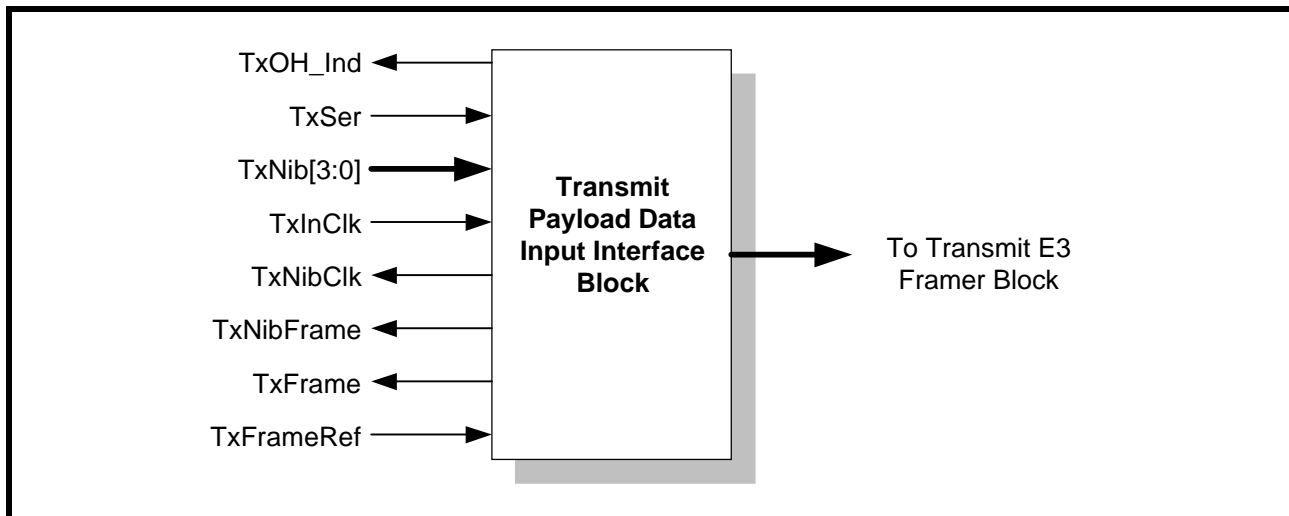 TxOH_Ind
TxSer
TxNib[3:0]
TxInClk
TxNibClk
TxNibFrame
TxFrame
TxFrameRef
Transmit
Payload Data
Input Interface
Block
To Transmit E3
Framer Block